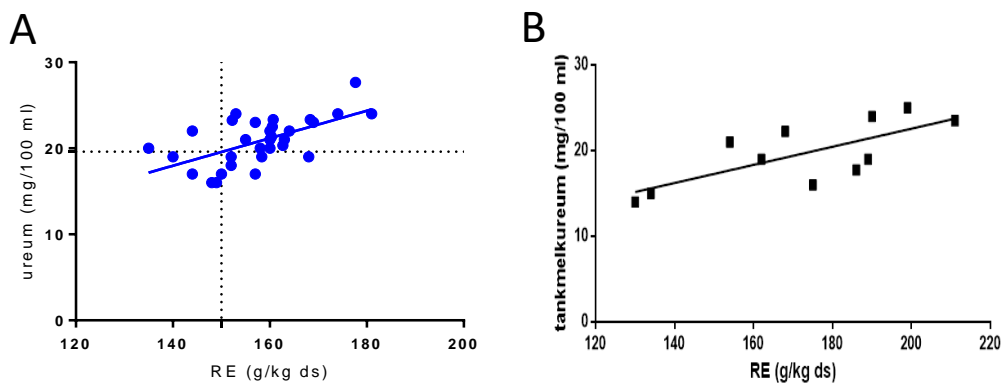 A
30
20
10
0
ureum (mg/100 ml)
120 140 160 180 200
RE (g/kg ds)
B
30
20
10
0
tankmelkureum (mg/100 ml)
120 140 160 180 200 220
RE (g/kg ds)